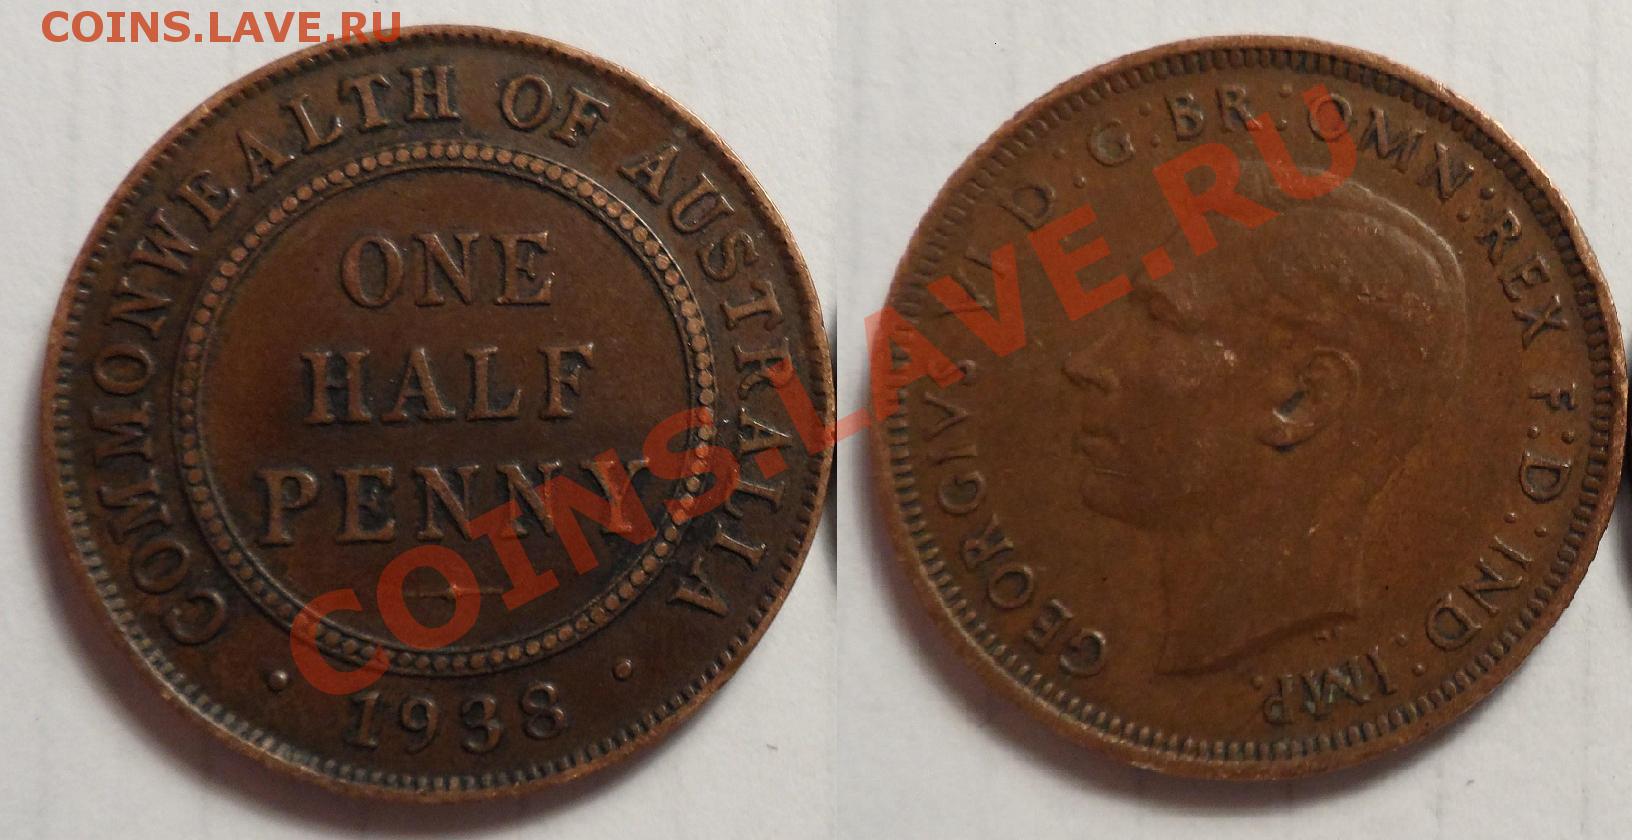 COINS.LAVE.RU
COMMONWEALTH OF AUSTRALIA
ONE
HALF
PENNY
· 1938 ·
GEORGIVS VI D:G:BR:OMN:REX F:D:IND:IMP.
COINS.LAVE.RU